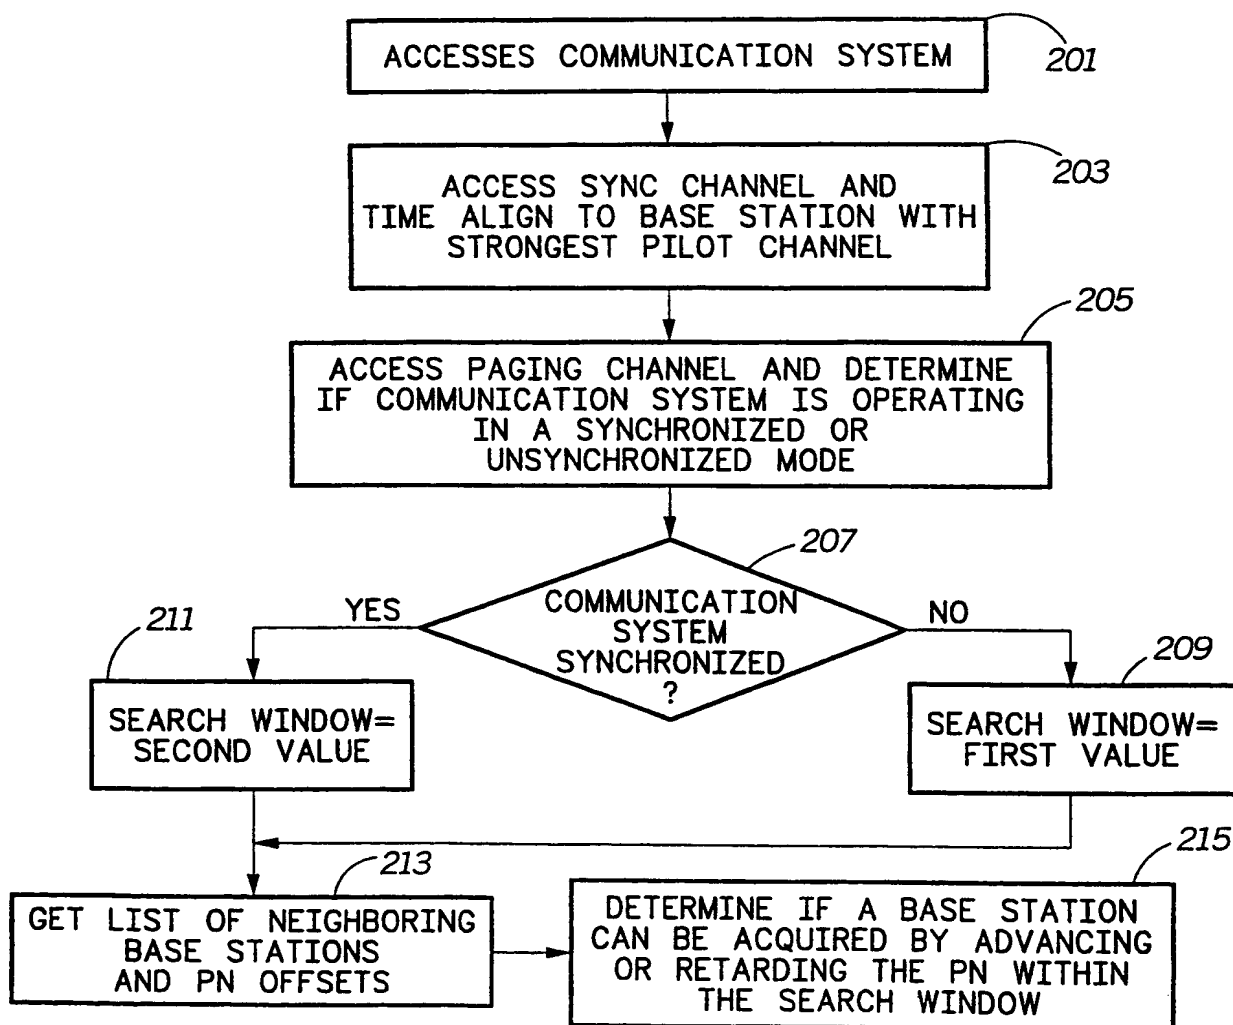 ACCESSES COMMUNICATION SYSTEM
201
ACCESS SYNC CHANNEL AND
TIME ALIGN TO BASE STATION WITH
STRONGEST PILOT CHANNEL
203
205
ACCESS PAGING CHANNEL AND DETERMINE
IF COMMUNICATION SYSTEM IS OPERATING
IN A SYNCHRONIZED OR
UNSYNCHRONIZED MODE
207
COMMUNICATION
SYSTEM
SYNCHRONIZED
?
YES
NO
211
SEARCH WINDOW=
SECOND VALUE
209
SEARCH WINDOW=
FIRST VALUE
213
GET LIST OF NEIGHBORING
BASE STATIONS
AND PN OFFSETS
215
DETERMINE IF A BASE STATION
CAN BE ACQUIRED BY ADVANCING
OR RETARDING THE PN WITHIN
THE SEARCH WINDOW